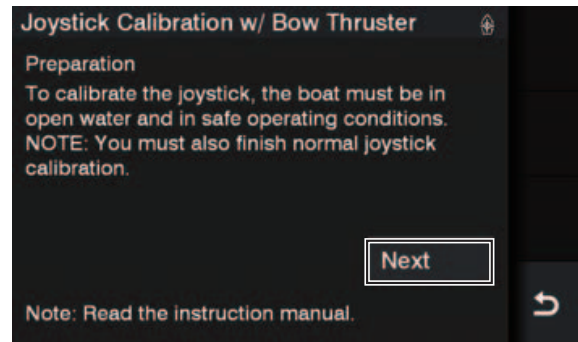 Joystick Calibration w/ Bow Thruster
Preparation
To calibrate the joystick, the boat must be in
open water and in safe operating conditions.
NOTE: You must also finish normal joystick
calibration.
Next
Note: Read the instruction manual.